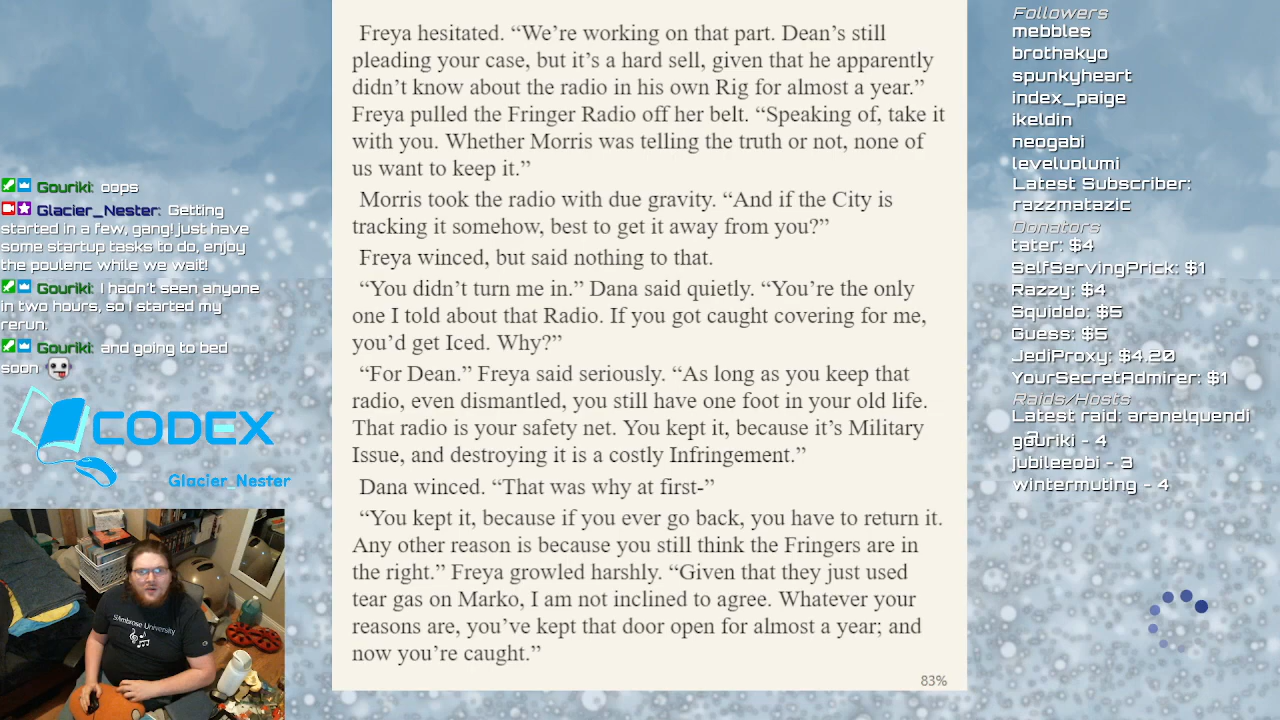 Gouriki: oops
Glacier_Nester: Getting
started in a few, gang! just have
some startup tasks to do, enjoy
the poulenc while we wait!
Gouriki: I hadn't seen anyone
in two hours, so I started my
rerun.
Gouriki: and going to bed
soon
CODEX
Glacier_Nester
St.Ambrose University
Freya hesitated. “We’re working on that part. Dean’s still
pleading your case, but it’s a hard sell, given that he apparently
didn’t know about the radio in his own Rig for almost a year.”
Freya pulled the Fringer Radio off her belt. “Speaking of, take it
with you. Whether Morris was telling the truth or not, none of
us want to keep it.”
Morris took the radio with due gravity. “And if the City is
tracking it somehow, best to get it away from you?”
Freya winced, but said nothing to that.
“You didn’t turn me in.” Dana said quietly. “You’re the only
one I told about that Radio. If you got caught covering for me,
you’d get Iced. Why?”
“For Dean.” Freya said seriously. “As long as you keep that
radio, even dismantled, you still have one foot in your old life.
That radio is your safety net. You kept it, because it’s Military
Issue, and destroying it is a costly Infringement.”
Dana winced. “That was why at first-”
“You kept it, because if you ever go back, you have to return it.
Any other reason is because you still think the Fringers are in
the right.” Freya growled harshly. “Given that they just used
tear gas on Marko, I am not inclined to agree. Whatever your
reasons are, you’ve kept that door open for almost a year; and
now you’re caught.”
83%
Followers
mebbles
brothakyo
spunkyheart
index_paige
ikeldin
neogabi
leveluplumi
Latest Subscriber:
razzmatazic
Donators
tater: $4
SelfServingPrick: $1
Razzy: $4
Squiddo: $5
Guess: $5
JediProxy: $4.20
YourSecretAdmirer: $1
Raids/Hosts
Latest raid: aranelquendi
gouriki - 4
jubileeobi - 3
wintermuting - 4